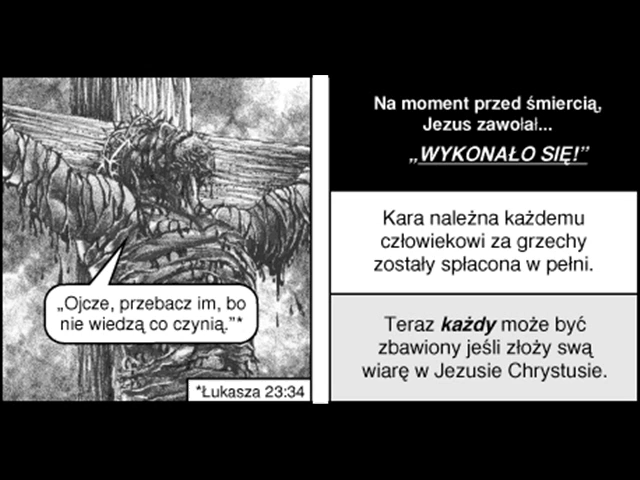 „Ojcze, przebacz im, bo
nie wiedzą co czynią.”*
*Łukasza 23:34
Na moment przed śmiercią,
Jezus zawołał...
„WYKONAŁO SIĘ!”
Kara należna każdemu
człowiekowi za grzechy
zostały spłacona w pełni.
Teraz każdy może być
zbawiony jeśli złoży swą
wiarę w Jezusie Chrystusie.